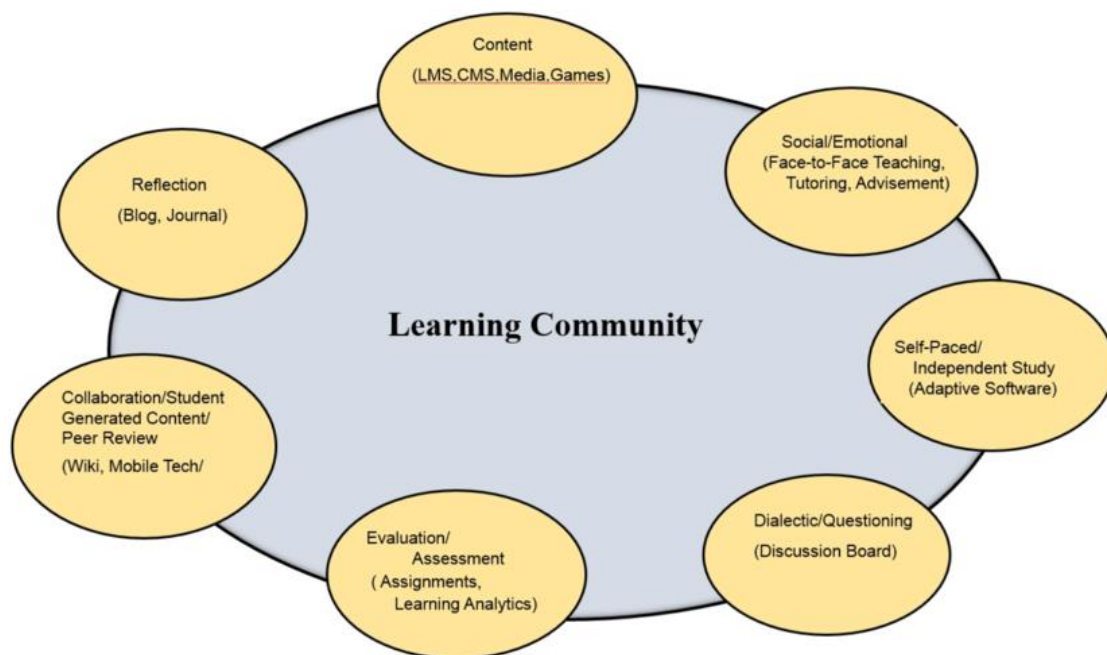 Content
(LMS,CMS,Media,Games)
Social/Emotional
(Face-to-Face Teaching,
Tutoring, Advisement)
Reflection
(Blog, Journal)
Learning Community
Self-Paced/
Independent Study
(Adaptive Software)
Collaboration/Student
Generated Content/
Peer Review
(Wiki, Mobile Tech/
Dialectic/Questioning
(Discussion Board)
Evaluation/
Assessment
( Assignments,
Learning Analytics)